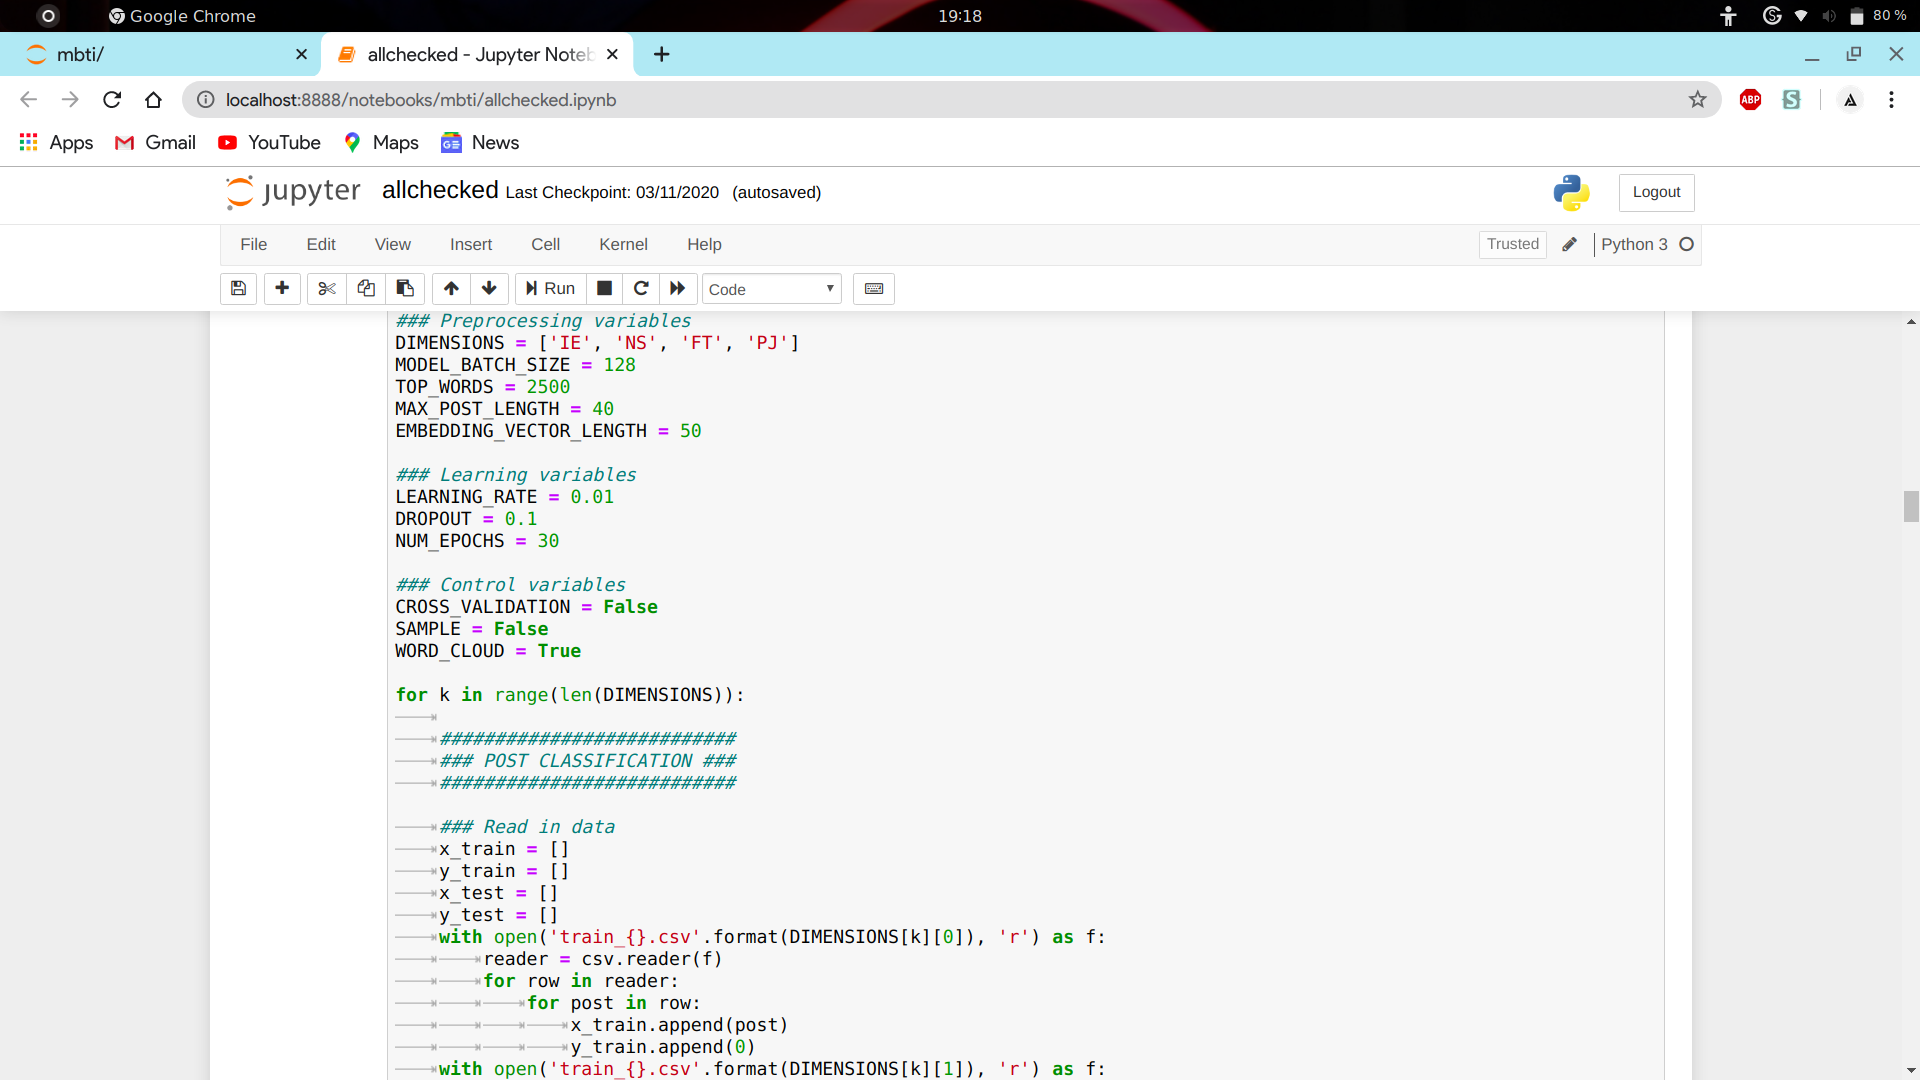 Google Chrome
19:18
80 %
mbti/
allchecked - Jupyter Noteb
localhost:8888/notebooks/mbti/allchecked.ipynb
ABP
Apps
Gmail
YouTube
Maps
News
jupyter
allchecked Last Checkpoint: 03/11/2020 (autosaved)
Logout
File Edit View Insert Cell Kernel Help
Trusted
Python 3
Run
Code
### Preprocessing variables
DIMENSIONS = ['IE', 'NS', 'FT', 'PJ']
MODEL_BATCH_SIZE = 128
TOP_WORDS = 2500
MAX_POST_LENGTH = 40
EMBEDDING_VECTOR_LENGTH = 50
### Learning variables
LEARNING_RATE = 0.01
DROPOUT = 0.1
NUM_EPOCHS = 30
### Control variables
CROSS_VALIDATION = False
SAMPLE = False
WORD_CLOUD = True
for k in range(len(DIMENSIONS)):
###########################
### POST CLASSIFICATION ###
###########################
### Read in data
x_train = []
y_train = []
x_test = []
y_test = []
with open('train_{}.csv'.format(DIMENSIONS[k][0]), 'r') as f:
reader = csv.reader(f)
for row in reader:
for post in row:
x_train.append(post)
y_train.append(0)
with open('train_{}.csv'.format(DIMENSIONS[k][1]), 'r') as f: